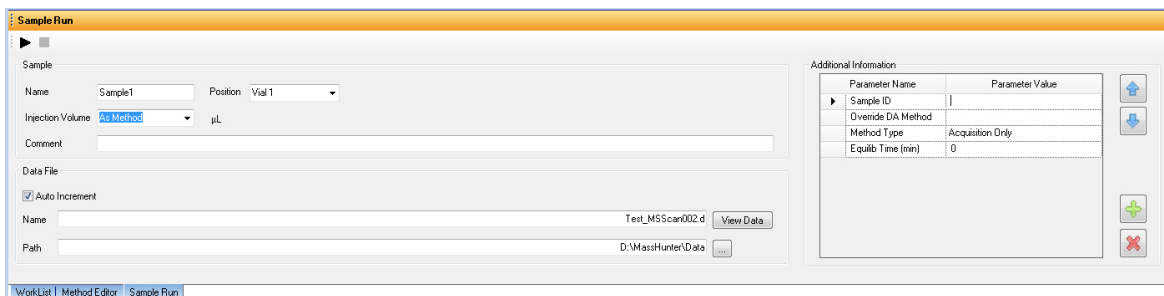 Sample Run
Sample
Name Sample1 Position Vial 1
Injection Volume As Method µL
Comment
Data File
Auto Increment
Name Test_MSScan002.d View Data
Path D:\MassHunter\Data ...
Additional Information
Parameter Name Parameter Value
Sample ID
Override DA Method
Method Type Acquisition Only
Equilib Time (min) 0
WorkList Method Editor Sample Run